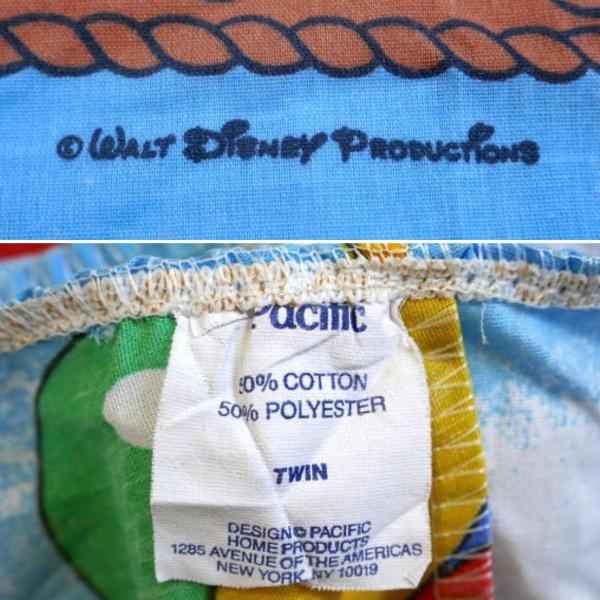 © WALT DISNEY PRODUCTIONS
Pacific
50% COTTON
50% POLYESTER
TWIN
DESIGN © PACIFIC
HOME PRODUCTS
1285 AVENUE OF THE AMERICAS
NEW YORK, NY 10019